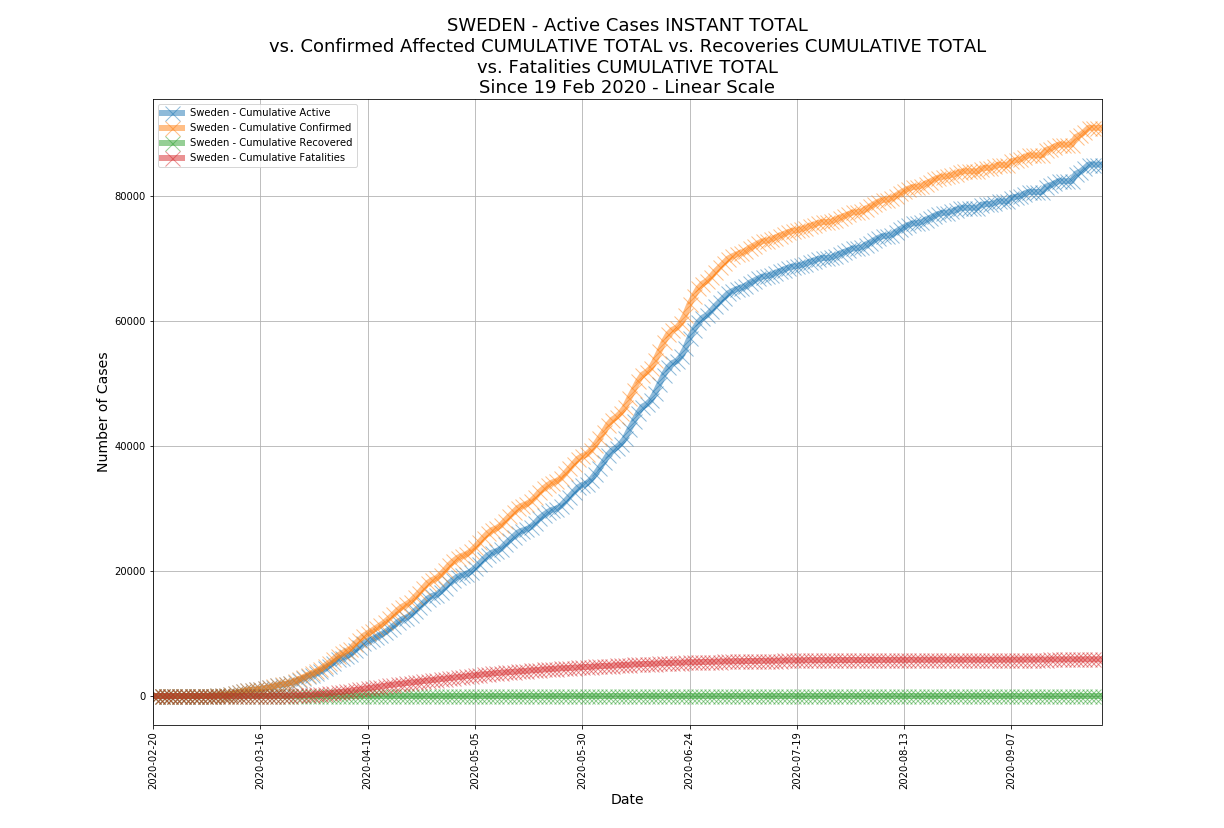 SWEDEN - Active Cases INSTANT TOTAL
vs. Confirmed Affected CUMULATIVE TOTAL vs. Recoveries CUMULATIVE TOTAL
vs. Fatalities CUMULATIVE TOTAL
Since 19 Feb 2020 - Linear Scale
Sweden - Cumulative Active
Sweden - Cumulative Confirmed
Sweden - Cumulative Recovered
Sweden - Cumulative Fatalities
Number of Cases
80000
60000
40000
20000
0
2020-02-20
2020-03-16
2020-04-10
2020-05-05
2020-05-30
2020-06-24
2020-07-19
2020-08-13
2020-09-07
Date